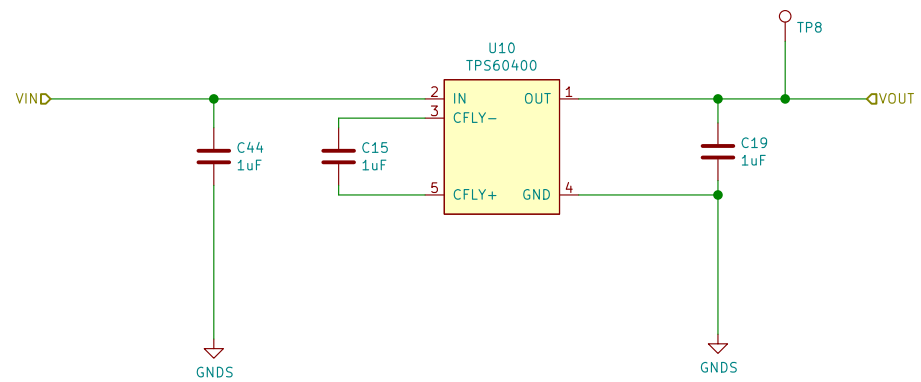 U10
TPS60400
TP8
VIN
2
IN
OUT
1
VOUT
3
CFLY-
C44
1uF
C15
1uF
C19
1uF
5
CFLY+
GND
4
GNDS
GNDS